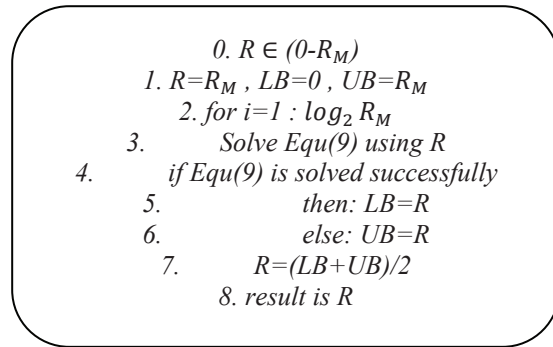 0. R ∈ (0-R_M)
1. R=R_M , LB=0 , UB=R_M
2. for i=1 : log_2 R_M
3. Solve Equ(9) using R
4. if Equ(9) is solved successfully
5. then: LB=R
6. else: UB=R
7. R=(LB+UB)/2
8. result is R